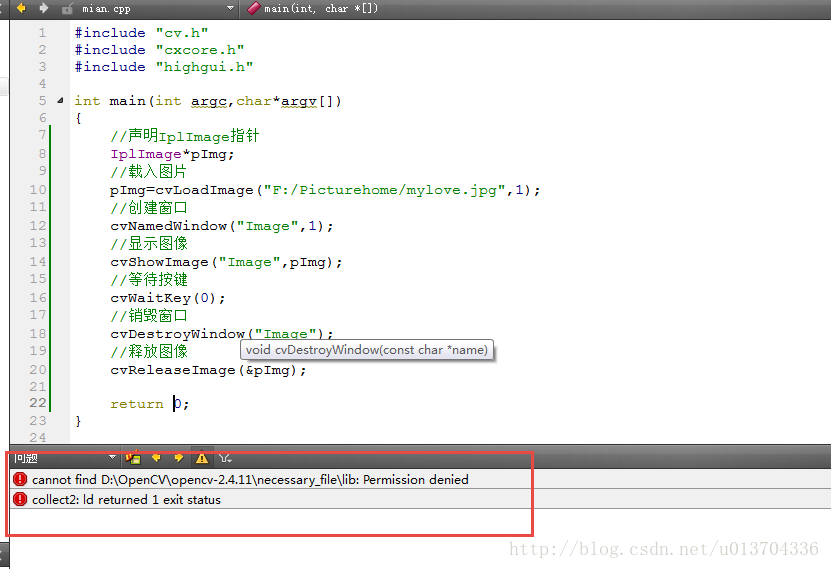 mian.cpp main(int, char *[])
1 #include "cv.h"
2 #include "cxcore.h"
3 #include "highgui.h"
4
5 int main(int argc,char*argv[])
6 {
7 //声明IplImage指针
8 IplImage*pImg;
9 //载入图片
10 pImg=cvLoadImage("F:/Picturehome/mylove.jpg",1);
11 //创建窗口
12 cvNamedWindow("Image",1);
13 //显示图像
14 cvShowImage("Image",pImg);
15 //等待按键
16 cvWaitKey(0);
17 //销毁窗口
18 cvDestroyWindow("Image");
void cvDestroyWindow(const char *name)
19 //释放图像
20 cvReleaseImage(&pImg);
21
22 return 0;
23 }
24
问题
cannot find D:\OpenCV\opencv-2.4.11\necessary_file\lib: Permission denied
collect2: ld returned 1 exit status
http://blog.csdn.net/u013704336